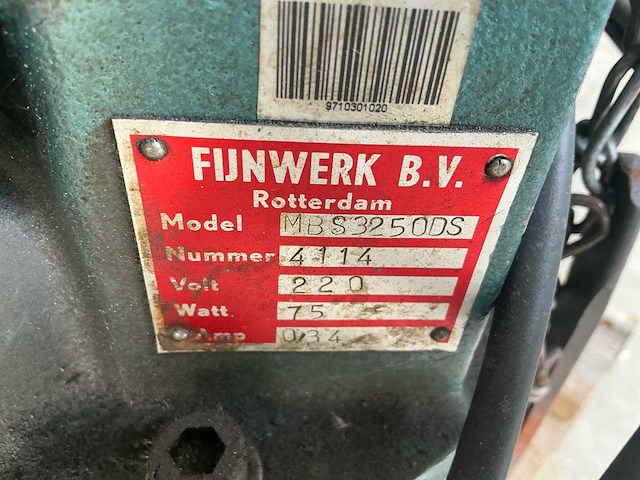 9710301020
FIJNWERK B.V.
Rotterdam
Model MBS3250DS
Nummer 4114
Volt 220
Watt. 75
Amp 0,34